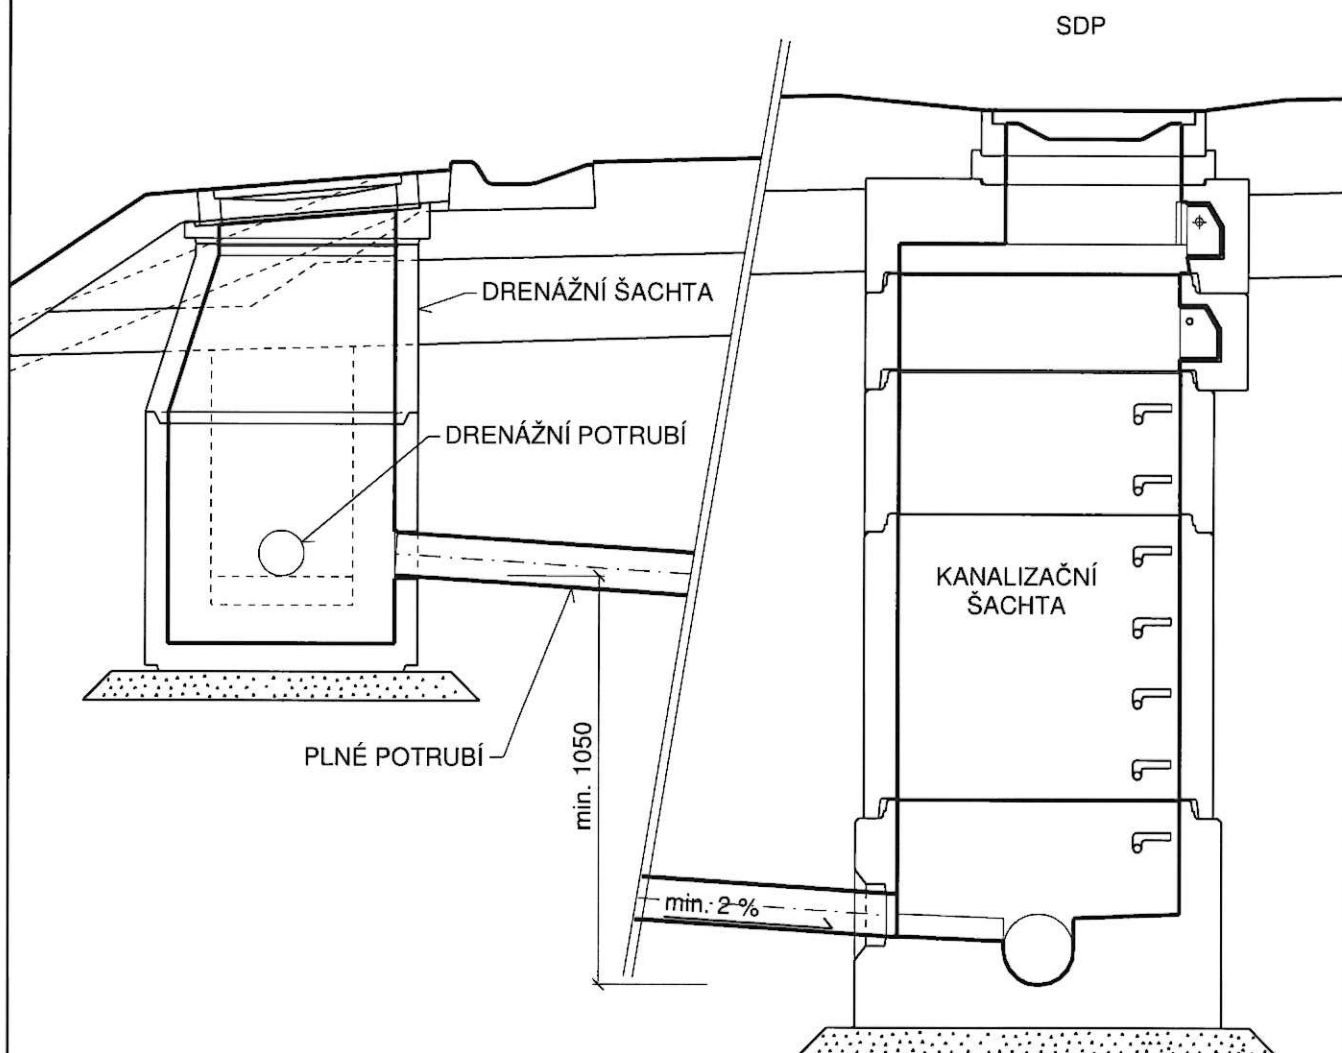 SDP
DRENÁŽNÍ ŠACHTA
DRENÁŽNÍ POTRUBÍ
KANALIZAČNÍ
ŠACHTA
PLNÉ POTRUBÍ
min. 1050
min. 2 %